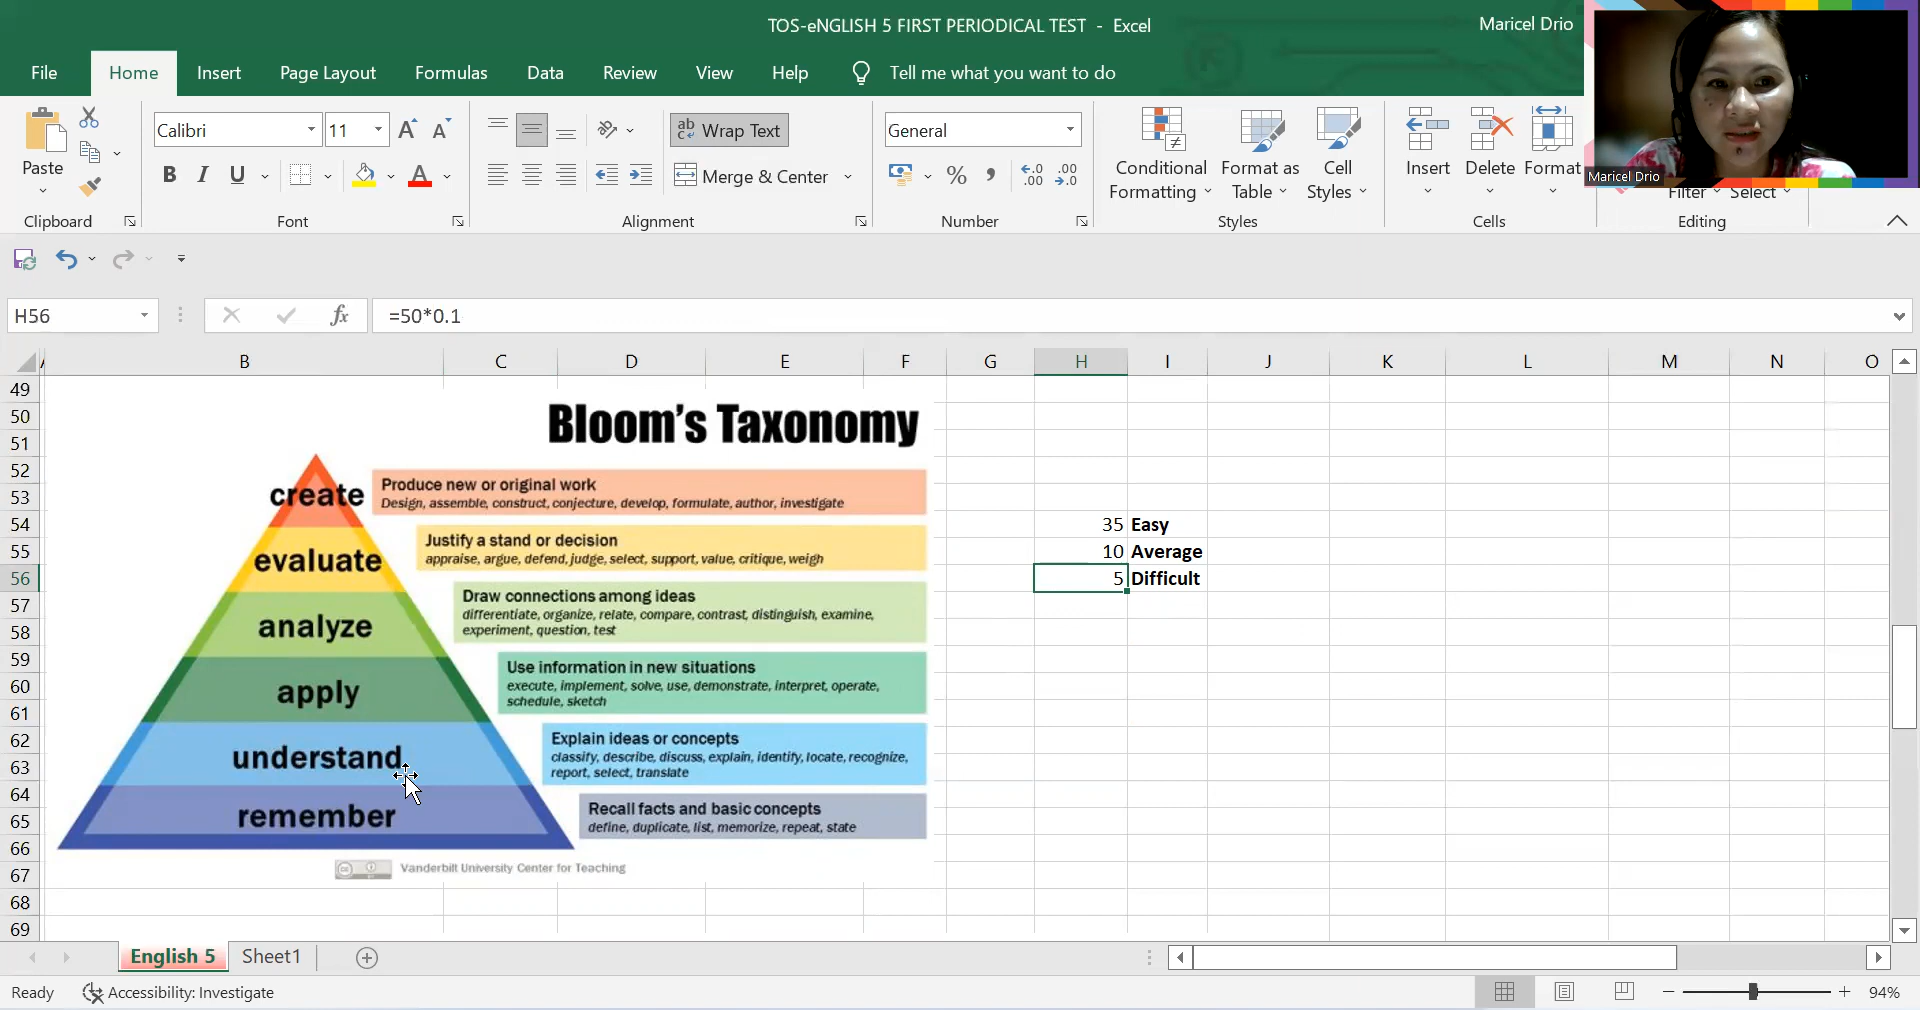 TOS-eNGLISH 5 FIRST PERIODICAL TEST - Excel
Maricel Drio
File Home Insert Page Layout Formulas Data Review View Help Tell me what you want to do
Calibri 11
ab
c Wrap Text
General
Paste
B I U A
Merge & Center
% , .0 .00 .00 .0
Conditional Formatting
Format as Table
Cell Styles
Insert Delete Format
Maricel Drio
Filter Select
Clipboard Font Alignment Number Styles Cells Editing
H56 fx =50*0.1
A B C D E F G H I J K L M N O
49
50
51
52
53
54
55
56
57
58
59
60
61
62
63
64
65
66
67
68
69
Bloom's Taxonomy
create
Produce new or original work
Design, assemble, construct, conjecture, develop, formulate, author, investigate
evaluate
Justify a stand or decision
appraise, argue, defend, judge, select, support, value, critique, weigh
analyze
Draw connections among ideas
differentiate, organize, relate, compare, contrast, distinguish, examine,
experiment, question, test
apply
Use information in new situations
execute, implement, solve, use, demonstrate, interpret, operate,
schedule, sketch
understand
Explain ideas or concepts
classify, describe, discuss, explain, identify, locate, recognize,
report, select, translate
remember
Recall facts and basic concepts
define, duplicate, list, memorize, repeat, state
cc Vanderbilt University Center for Teaching
35 Easy
10 Average
5 Difficult
English 5 Sheet1
Ready Accessibility: Investigate
94%